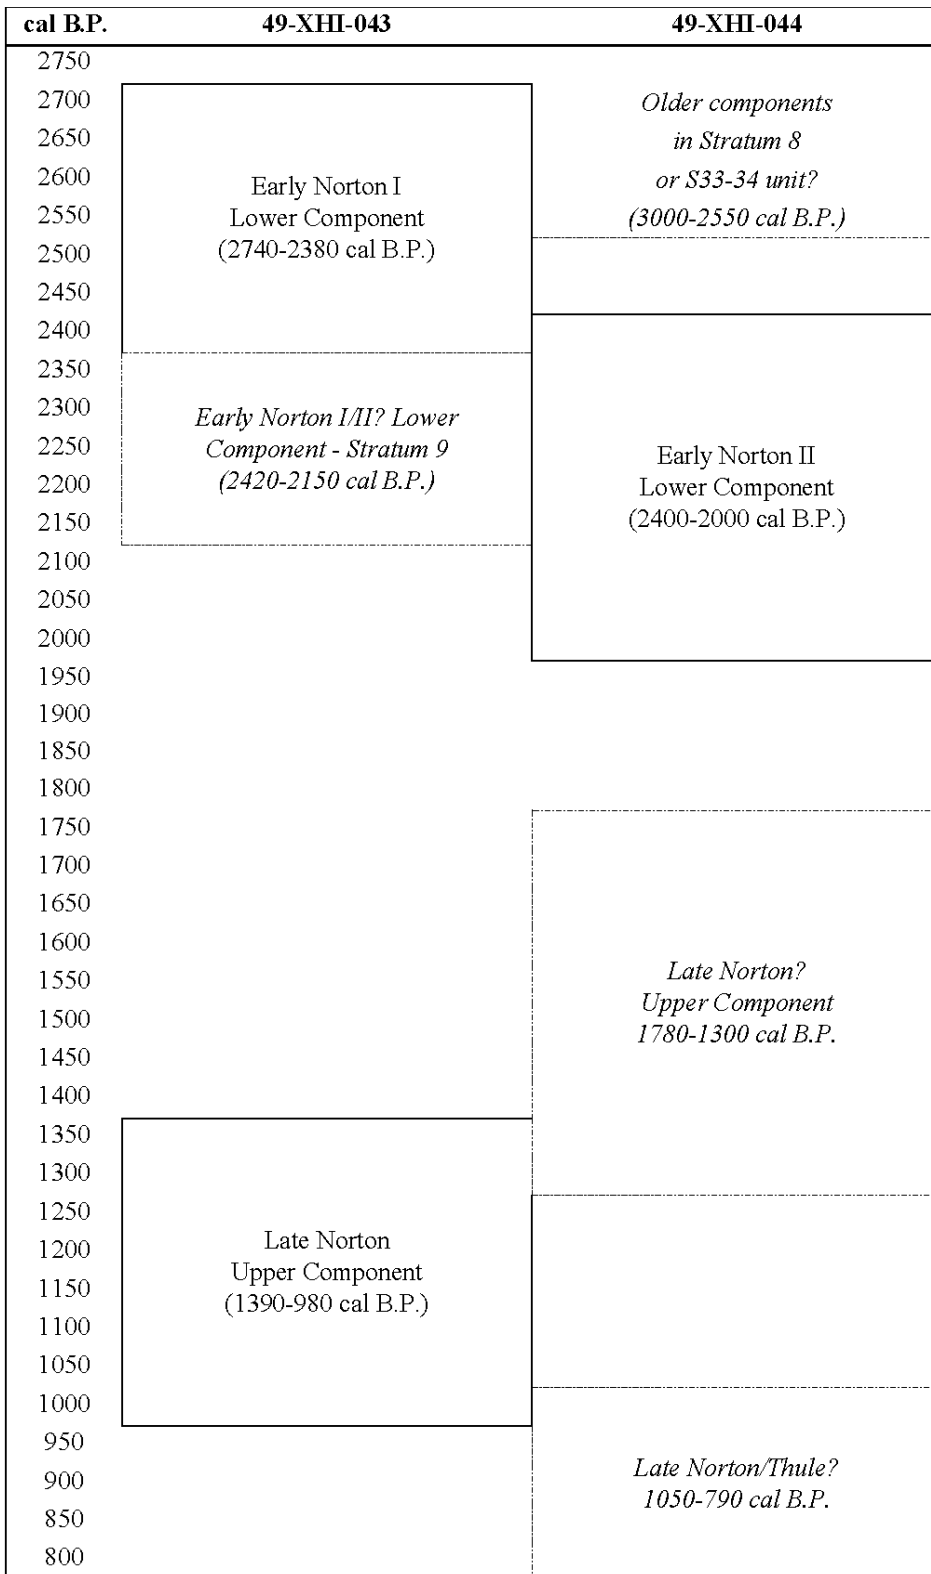 cal B.P. 49-XHI-043 49-XHI-044
2750
2700
Older components
2650
in Stratum 8
2600
or S33-34 unit?
Early Norton I
2550
Lower Component
(3000-2550 cal B.P.)
2500
(2740-2380 cal B.P.)
2450
2400
2350
2300
Early Norton I/II? Lower
2250
Component - Stratum 9
Early Norton II
2200
(2420-2150 cal B.P.)
Lower Component
2150
(2400-2000 cal B.P.)
2100
2050
2000
1950
1900
1850
1800
1750
1700
1650
1600
1550
Late Norton?
1500
Upper Component
1450
1780-1300 cal B.P.
1400
1350
1300
1250
1200
Late Norton
1150
Upper Component
(1390-980 cal B.P.)
1100
1050
1000
950
900
Late Norton/Thule?
850
1050-790 cal B.P.
800